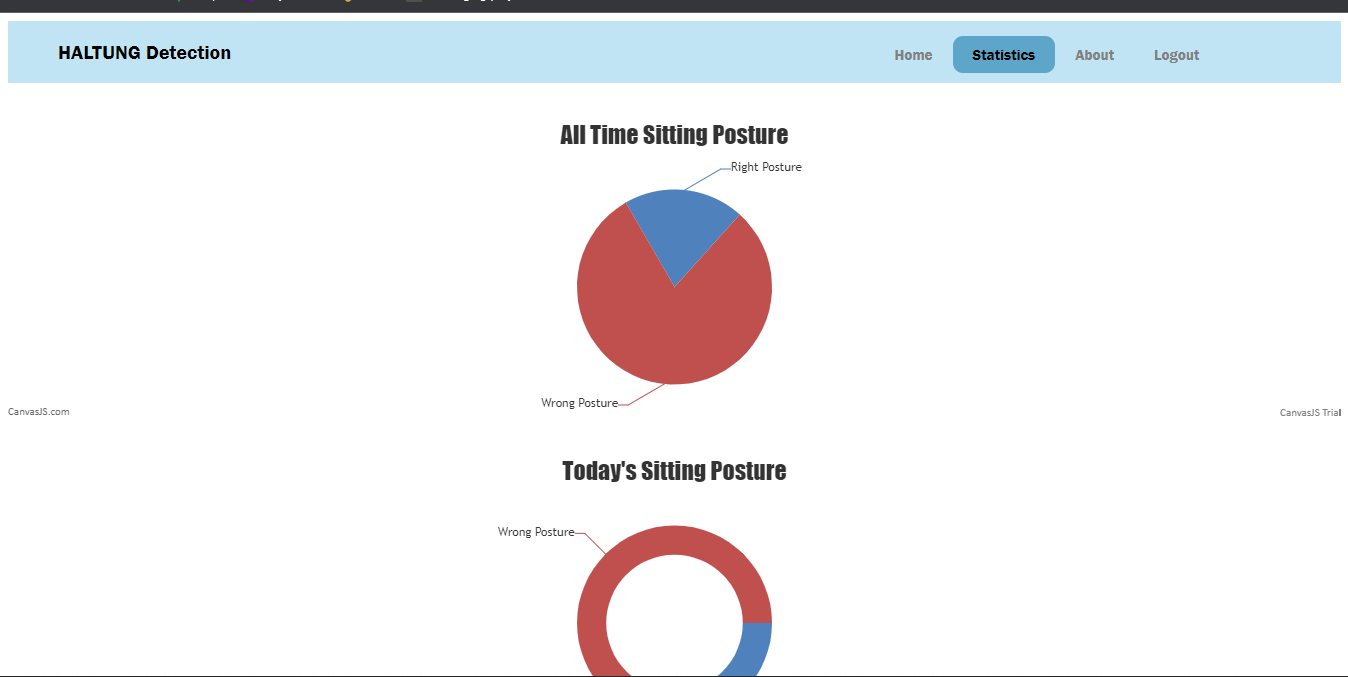 HALTUNG Detection
Home Statistics About Logout
All Time Sitting Posture
Right Posture
Wrong Posture
CanvasJS.com
CanvasJS Trial
Today's Sitting Posture
Wrong Posture